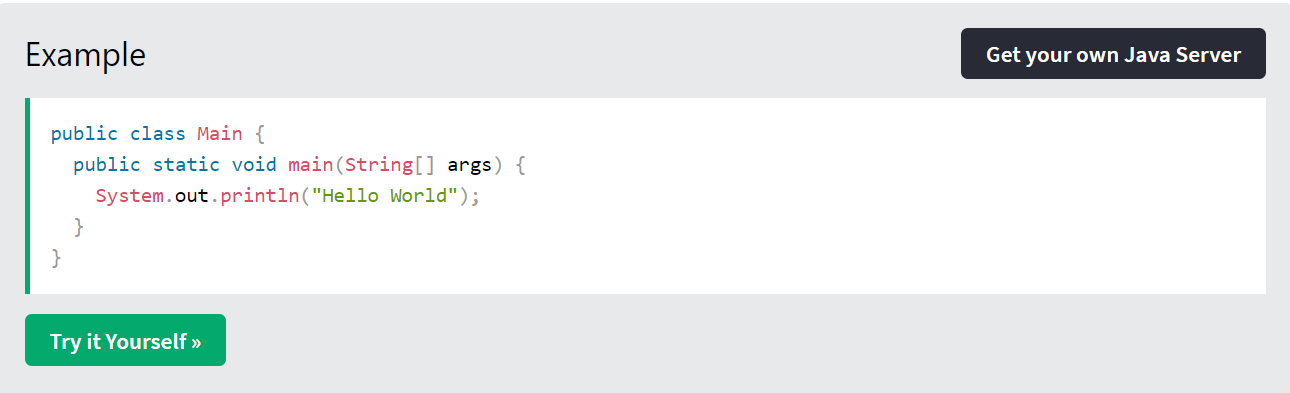 Example
Get your own Java Server
public class Main {
  public static void main(String[] args) {
    System.out.println("Hello World");
  }
}
Try it Yourself »